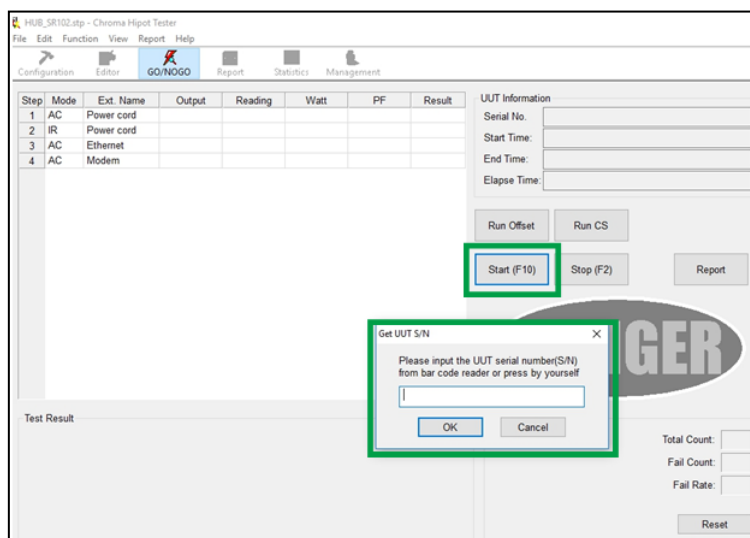 HUB_SR102.stp - Chroma Hipot Tester
File Edit Function View Report Help
Configuration Editor GO/NOGO Report Statistics Management
Step Mode Ext. Name Output Reading Watt PF Result
1 AC Power cord
2 IR Power cord
3 AC Ethernet
4 AC Modem
UUT Information
Serial No.
Start Time:
End Time:
Elapse Time:
Run Offset Run CS
Start (F10) Stop (F2) Report
GER
Get UUT S/N
Please input the UUT serial number(S/N)
from bar code reader or press by yourself
OK Cancel
Test Result
Total Count:
Fail Count:
Fail Rate:
Reset